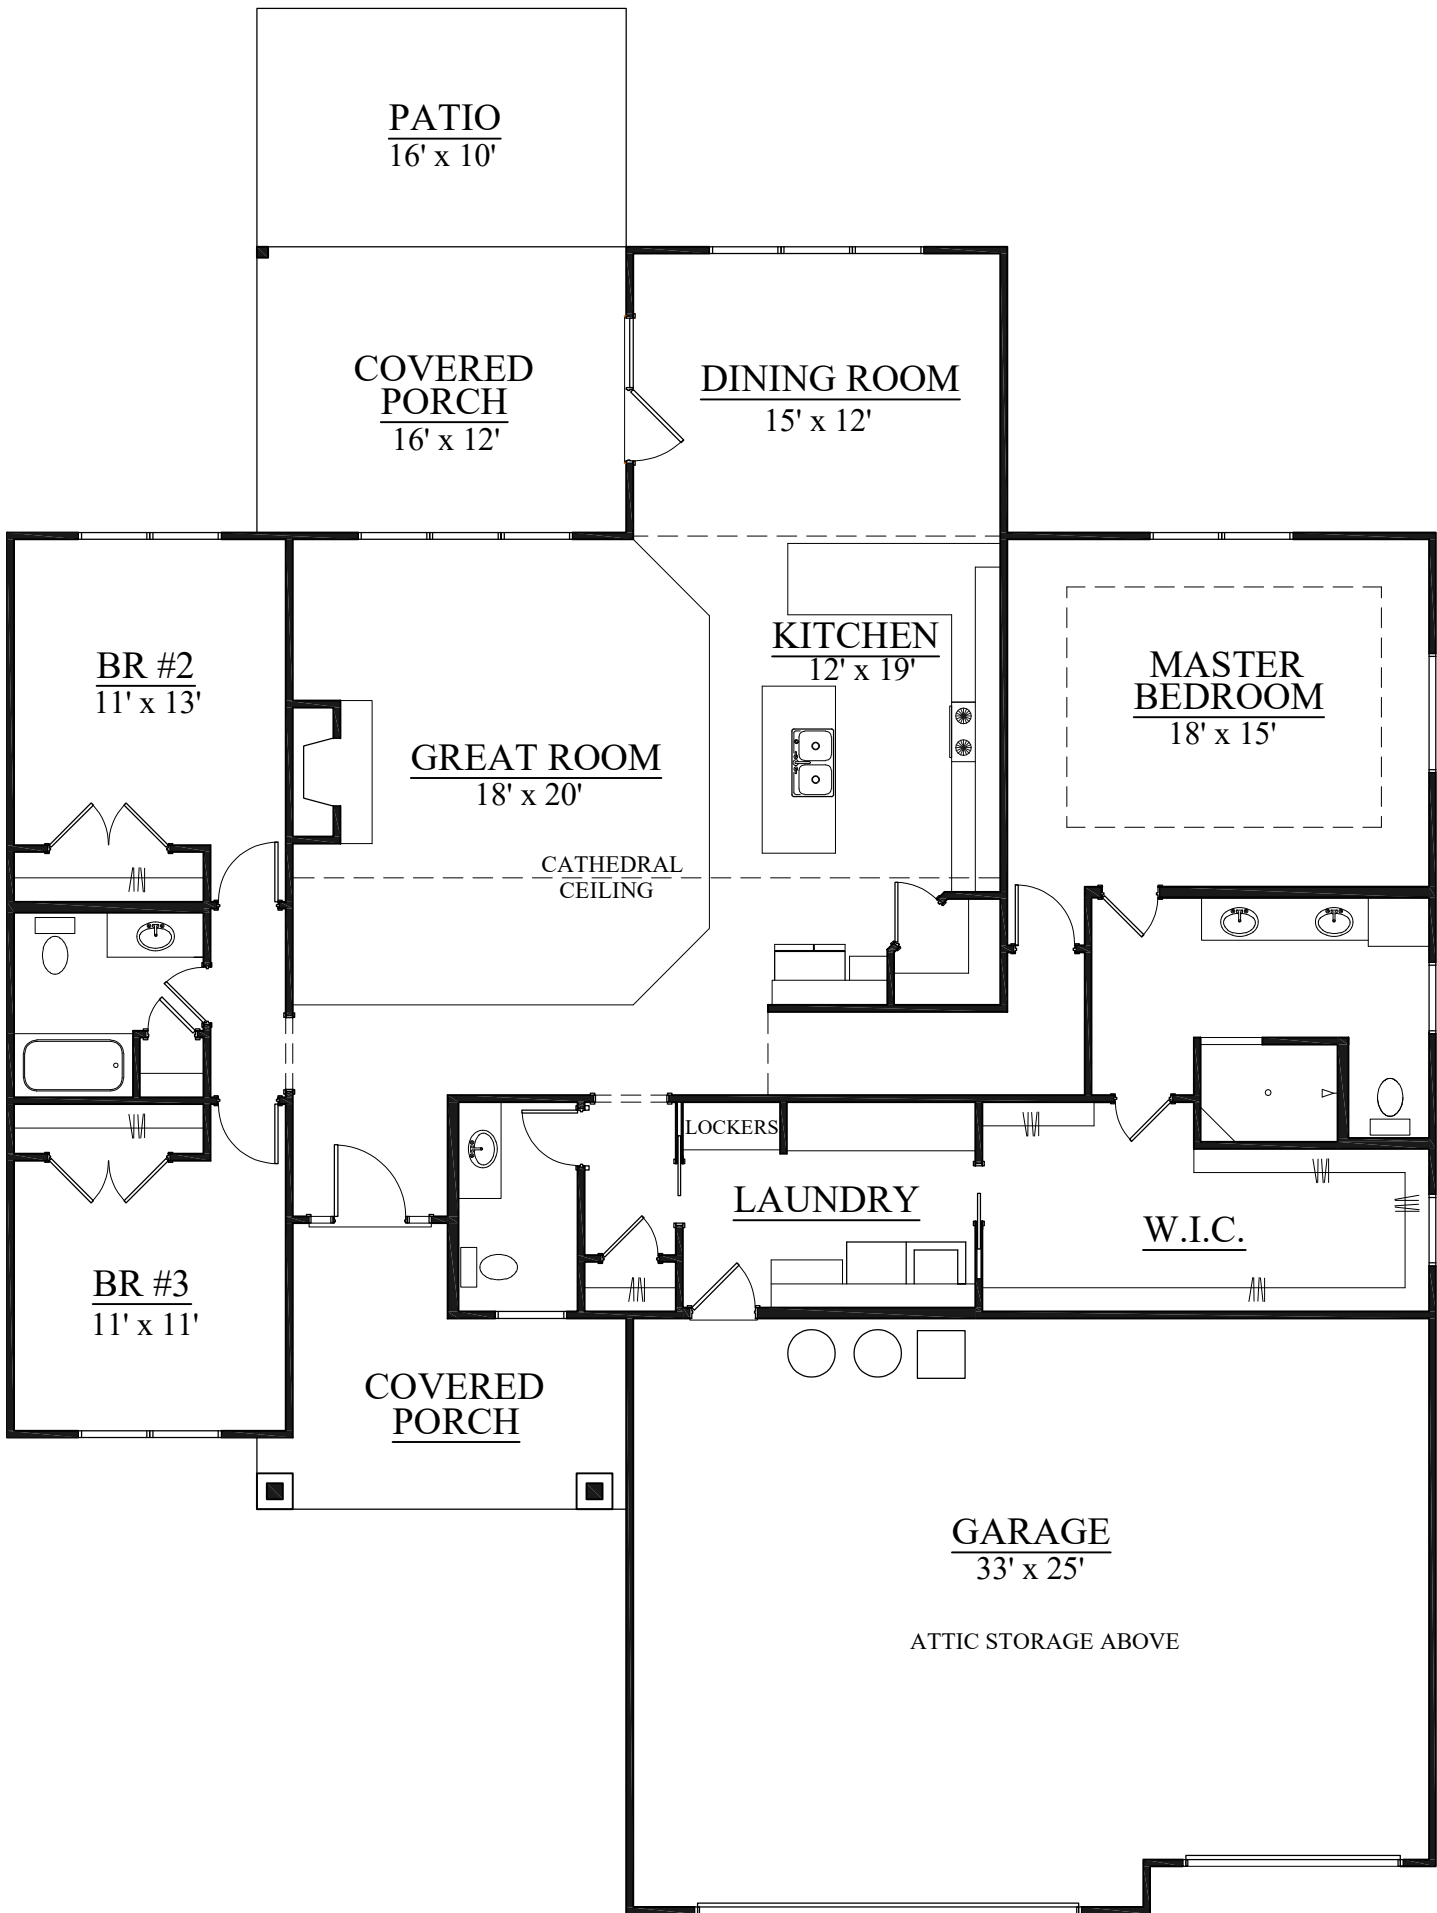 PATIO
16' x 10'
COVERED
PORCH
16' x 12'
DINING ROOM
15' x 12'
BR #2
11' x 13'
GREAT ROOM
18' x 20'
CATHEDRAL
CEILING
KITCHEN
12' x 19'
MASTER
BEDROOM
18' x 15'
LOCKERS
LAUNDRY
W.I.C.
BR #3
11' x 11'
COVERED
PORCH
GARAGE
33' x 25'
ATTIC STORAGE ABOVE